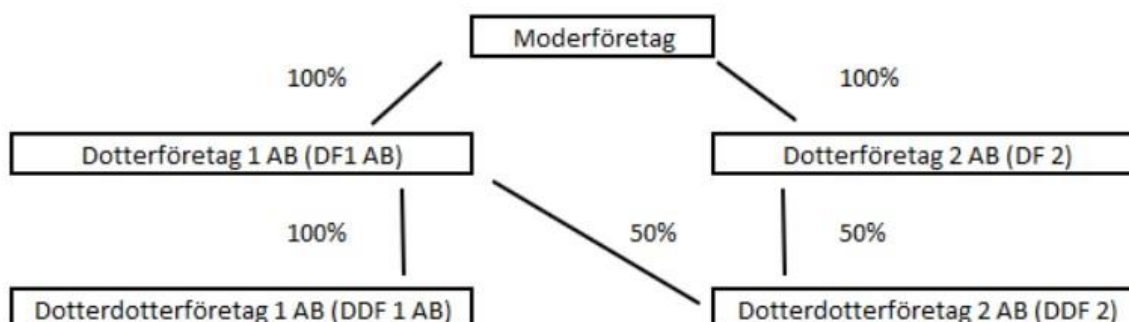 Moderföretag
100%
100%
Dotterföretag 1 AB (DF1 AB)
Dotterföretag 2 AB (DF 2)
100%
50%
50%
Dotterdotterföretag 1 AB (DDF 1 AB)
Dotterdotterföretag 2 AB (DDF 2)